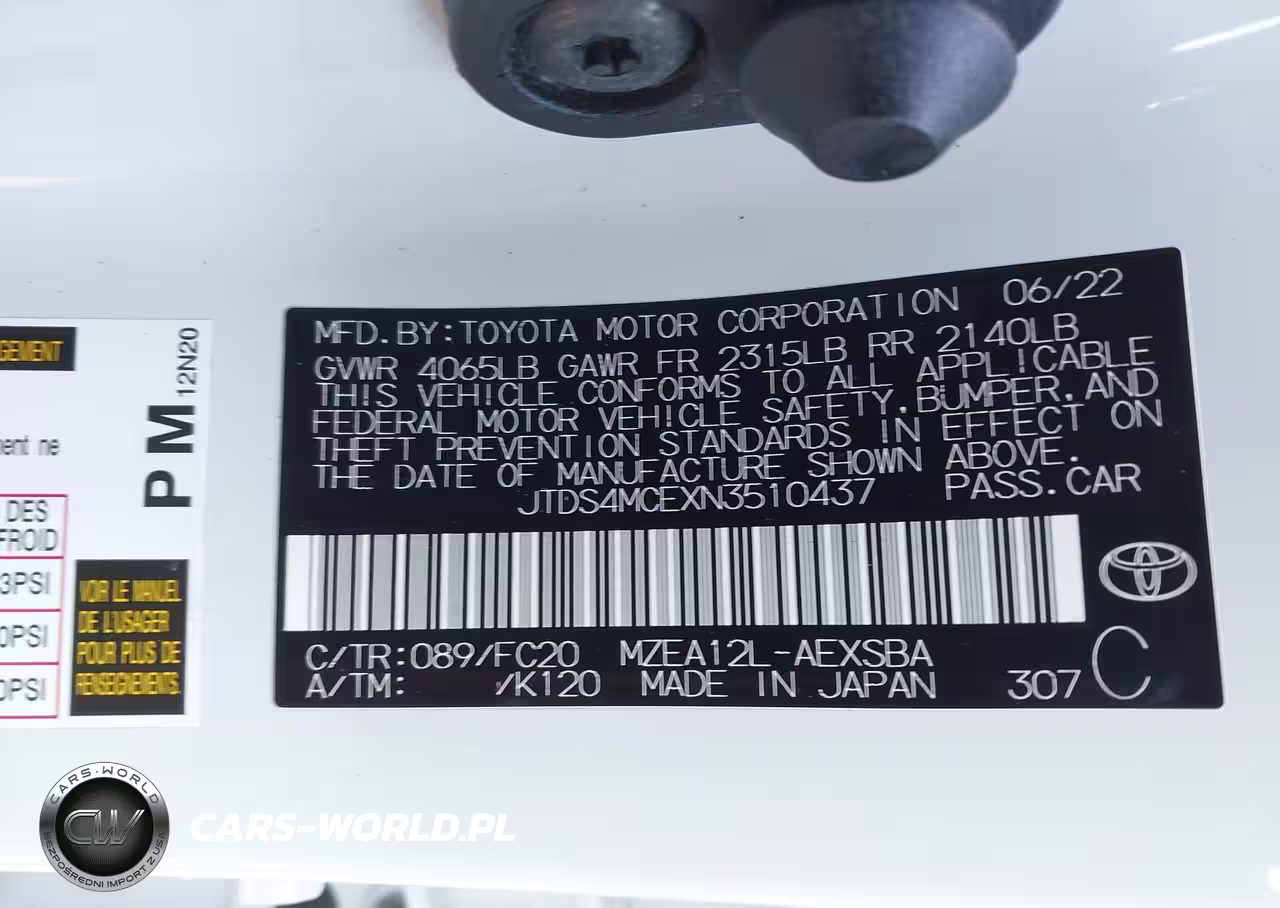 MFD.BY:TOYOTA MOTOR CORPORATION 06/22
GVWR 4065LB GAWR FR 2315LB RR 2140LB
THIS VEHICLE CONFORMS TO ALL APPLICABLE
FEDERAL MOTOR VEHICLE SAFETY,BUMPER,AND
THEFT PREVENTION STANDARDS IN EFFECT ON
THE DATE OF MANUFACTURE SHOWN ABOVE.
JTDS4MCEXN3510437 PASS.CAR
C/TR:089/FC20 MZEA12L-AEXSBA
A/TM: /K120 MADE IN JAPAN 307 C
GEMENT
PM 12N20
ment ne
DES
FROID
3PSI
0PSI
0PSI
VOIR LE MANUEL
DE L'USAGER
POUR PLUS DE
RENSEIGNEMENTS.
CARS-WORLD
CW
BEZPOŚREDNI IMPORT Z USA
CARS-WORLD.PL